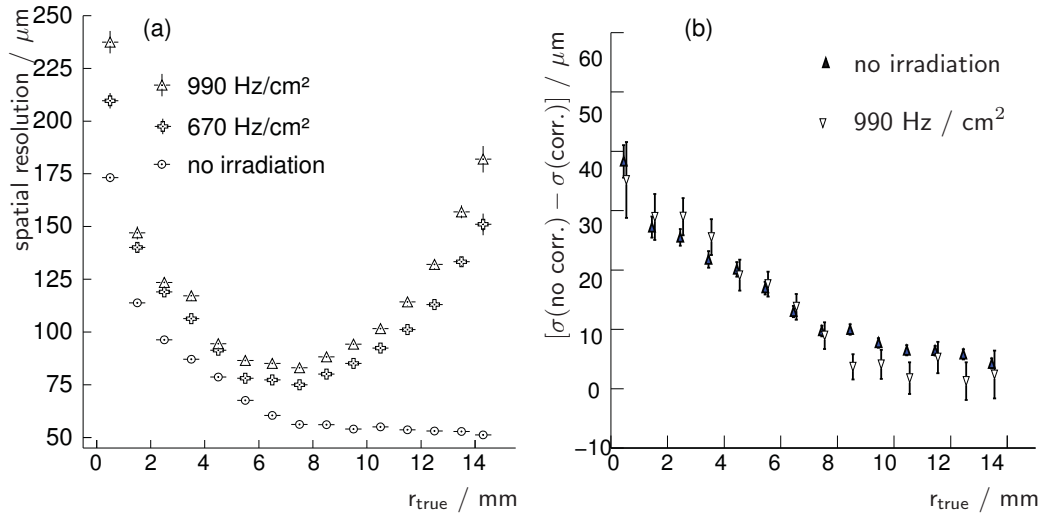 (a)
spatial resolution / μm
250
225
200
175
150
125
100
75
50
990 Hz/cm²
670 Hz/cm²
no irradiation
0 2 4 6 8 10 12 14
r_true / mm
(b)
[σ(no corr.) − σ(corr.)] / μm
60
50
40
30
20
10
0
−10
no irradiation
990 Hz / cm²
0 2 4 6 8 10 12 14
r_true / mm